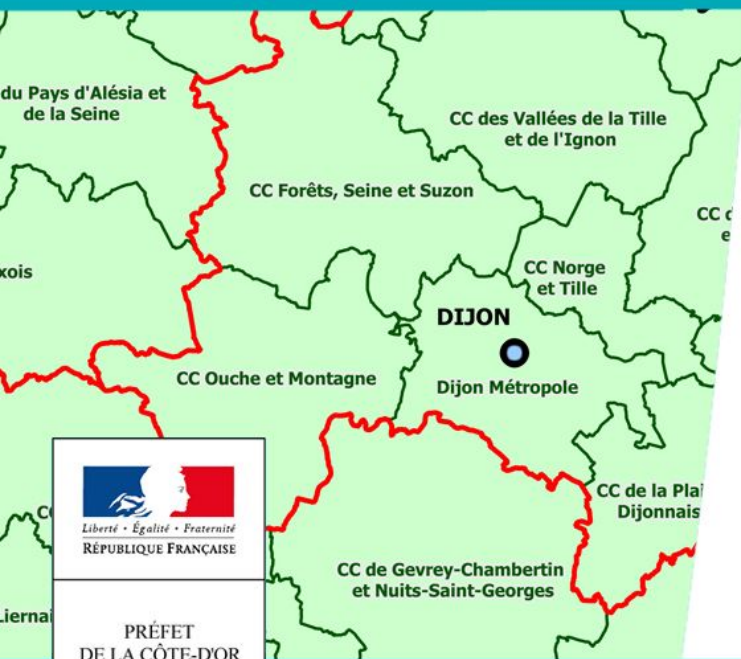 du Pays d'Alésia et
de la Seine
CC des Vallées de la Tille
et de l'Ignon
CC Forêts, Seine et Suzon
CC Norge
et Tille
DIJON
CC Ouche et Montagne
Dijon Métropole
CC de la Plai
Dijonnais
Liberté • Égalité • Fraternité
RÉPUBLIQUE FRANÇAISE
CC de Gevrey-Chambertin
et Nuits-Saint-Georges
PRÉFET
DE LA CÔTE-D'OR